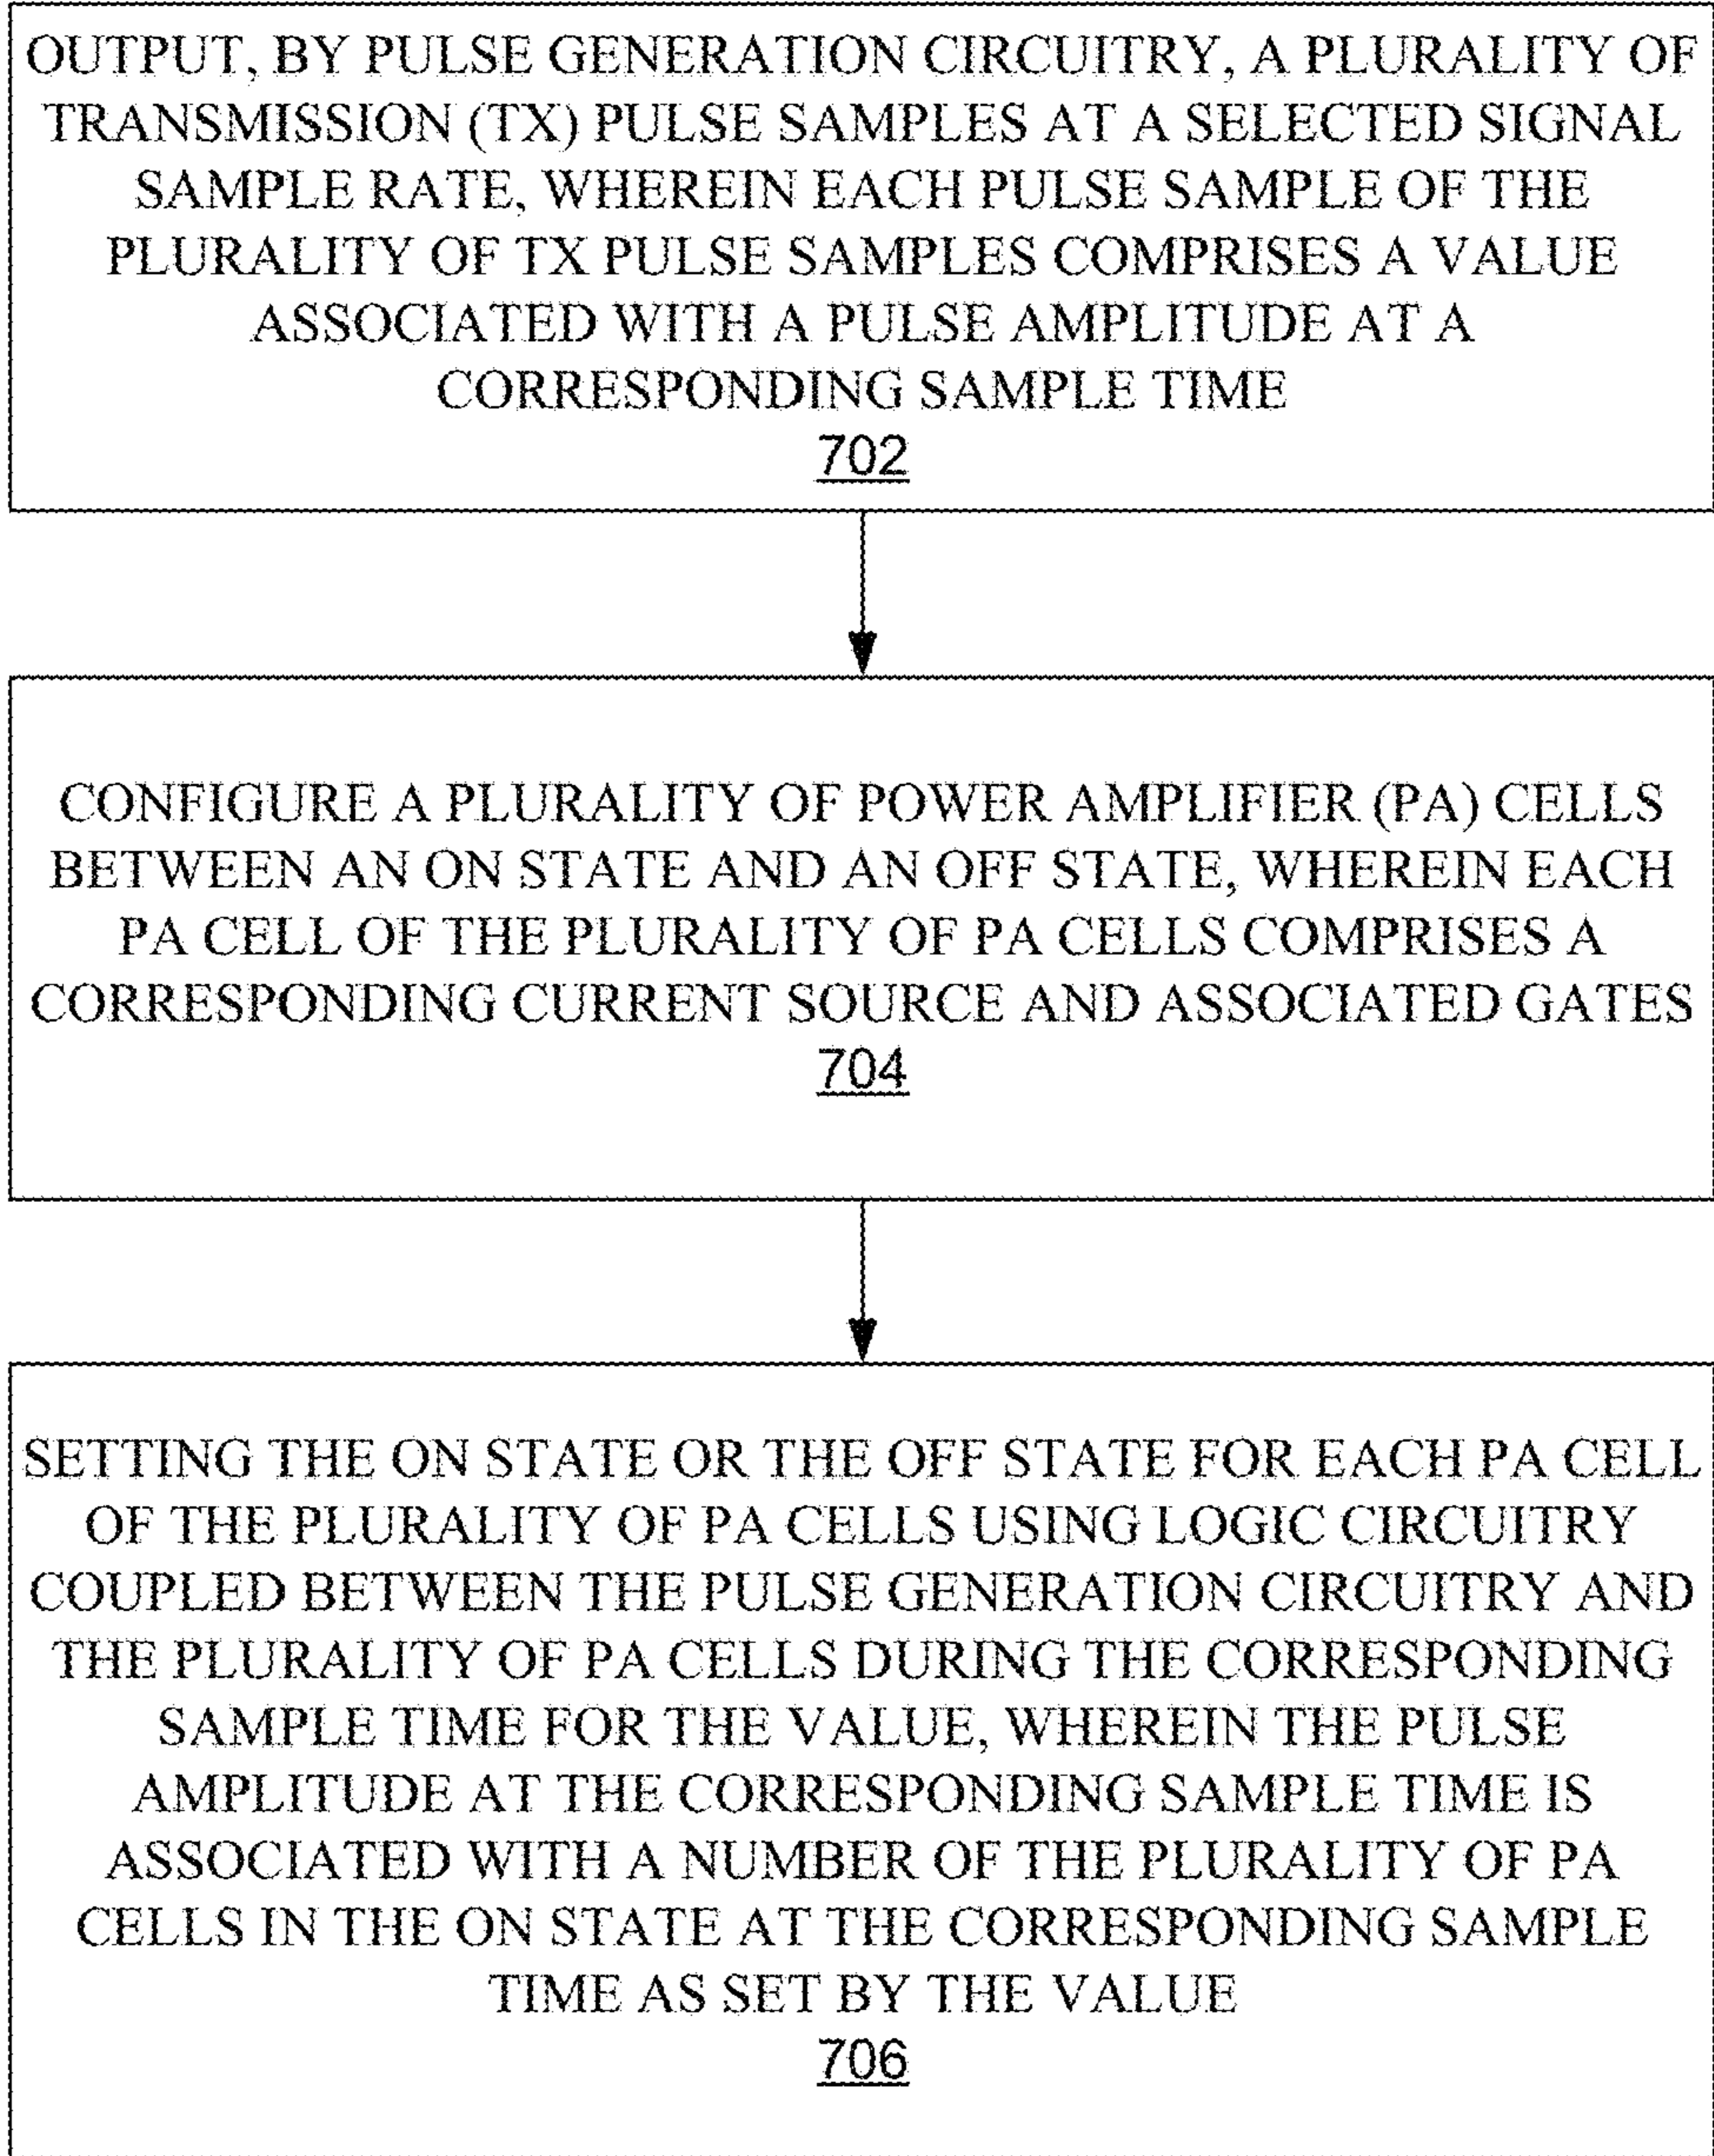 OUTPUT, BY PULSE GENERATION CIRCUITRY, A PLURALITY OF
TRANSMISSION (TX) PULSE SAMPLES AT A SELECTED SIGNAL
SAMPLE RATE, WHEREIN EACH PULSE SAMPLE OF THE
PLURALITY OF TX PULSE SAMPLES COMPRISES A VALUE
ASSOCIATED WITH A PULSE AMPLITUDE AT A
CORRESPONDING SAMPLE TIME
702
CONFIGURE A PLURALITY OF POWER AMPLIFIER (PA) CELLS
BETWEEN AN ON STATE AND AN OFF STATE, WHEREIN EACH
PA CELL OF THE PLURALITY OF PA CELLS COMPRISES A
CORRESPONDING CURRENT SOURCE AND ASSOCIATED GATES
704
SETTING THE ON STATE OR THE OFF STATE FOR EACH PA CELL
OF THE PLURALITY OF PA CELLS USING LOGIC CIRCUITRY
COUPLED BETWEEN THE PULSE GENERATION CIRCUITRY AND
THE PLURALITY OF PA CELLS DURING THE CORRESPONDING
SAMPLE TIME FOR THE VALUE, WHEREIN THE PULSE
AMPLITUDE AT THE CORRESPONDING SAMPLE TIME IS
ASSOCIATED WITH A NUMBER OF THE PLURALITY OF PA
CELLS IN THE ON STATE AT THE CORRESPONDING SAMPLE
TIME AS SET BY THE VALUE
706